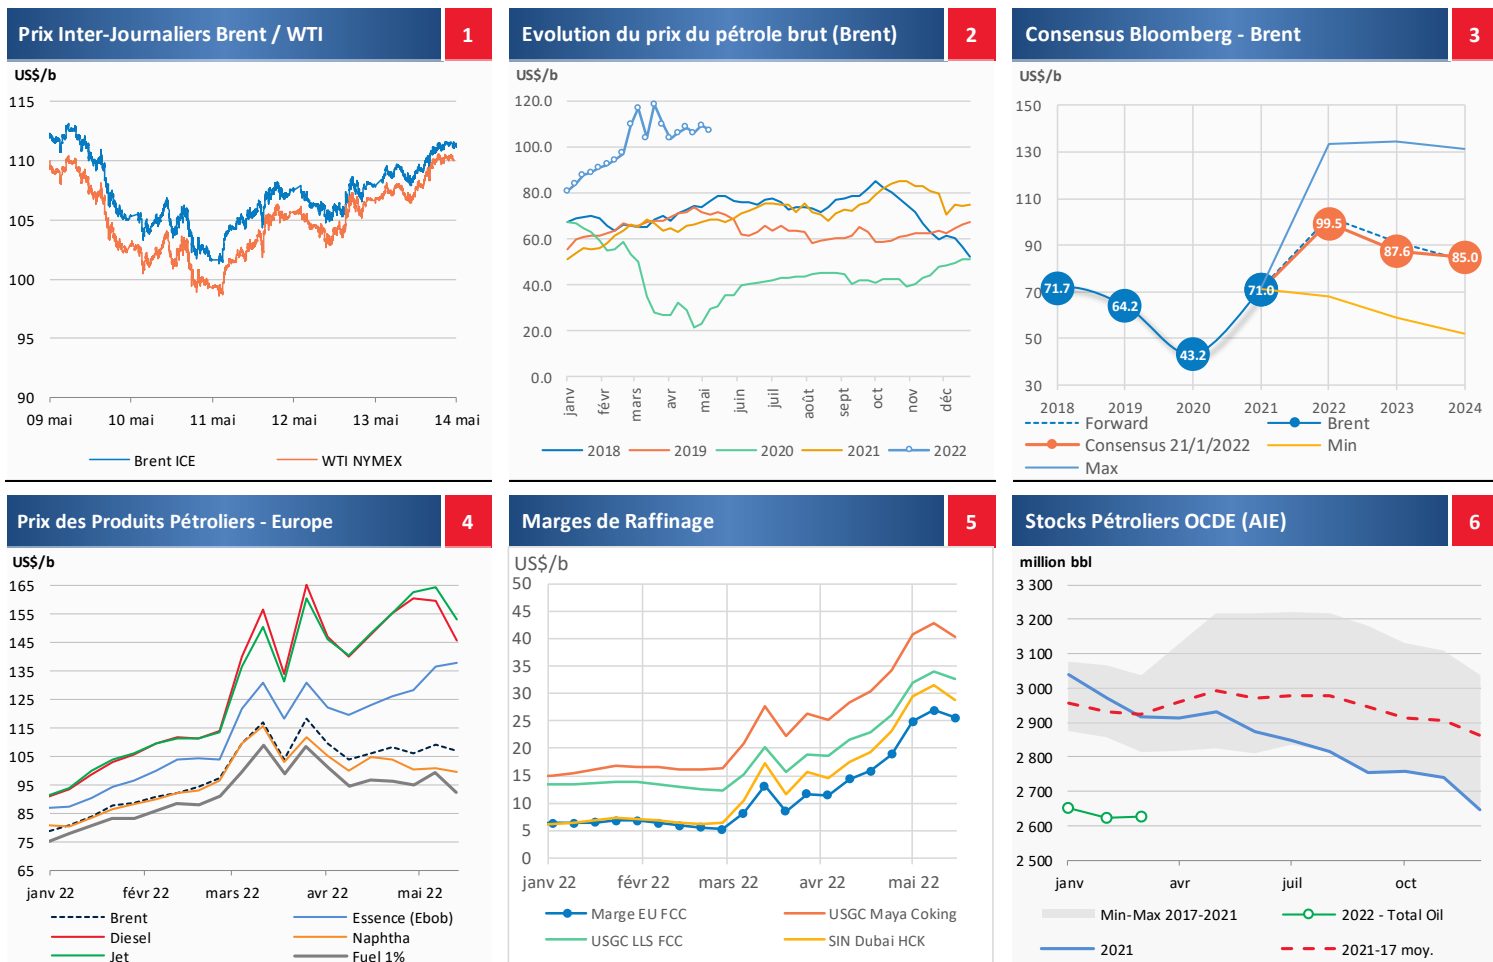 Prix Inter-Journaliers Brent / WTI
1
US$/b
115
110
105
100
95
90
09 mai
10 mai
11 mai
12 mai
13 mai
14 mai
Brent ICE
WTI NYMEX
Evolution du prix du pétrole brut (Brent)
2
US$/b
120.0
100.0
80.0
60.0
40.0
20.0
0.0
janv
févr
mars
avr
mai
juin
juil
août
sept
oct
nov
déc
2018
2019
2020
2021
2022
Consensus Bloomberg - Brent
3
US$/b
150
130
110
90
70
50
30
71.7
64.2
43.2
71.0
99.5
87.6
85.0
2018
2019
2020
2021
2022
2023
2024
Forward
Brent
Consensus 21/1/2022
Min
Max
Prix des Produits Pétroliers - Europe
4
US$/b
165
155
145
135
125
115
105
95
85
75
65
janv 22
févr 22
mars 22
avr 22
mai 22
Brent
Essence (Ebob)
Diesel
Naphtha
Jet
Fuel 1%
Marges de Raffinage
5
US$/b
50
45
40
35
30
25
20
15
10
5
0
janv 22
févr 22
mars 22
avr 22
mai 22
Marge EU FCC
USGC Maya Coking
USGC LLS FCC
SIN Dubai HCK
Stocks Pétroliers OCDE (AIE)
6
million bbl
3 300
3 200
3 100
3 000
2 900
2 800
2 700
2 600
2 500
janv
avr
juil
oct
Min-Max 2017-2021
2022 - Total Oil
2021
2021-17 moy.